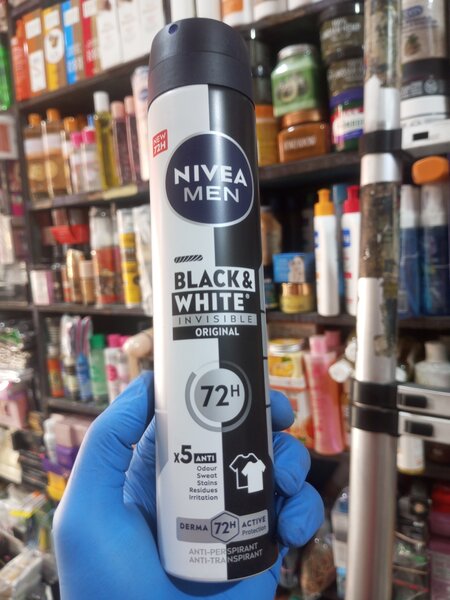 NEW
72H
NIVEA
MEN
BLACK&
WHITE®
INVISIBLE
ORIGINAL
72H
x5 ANTI
Odour
Sweat
Stains
Residues
Irritation
DERMA 72H ACTIVE
Protection
ANTI-PERSPIRANT
ANTI-TRANSPIRANT